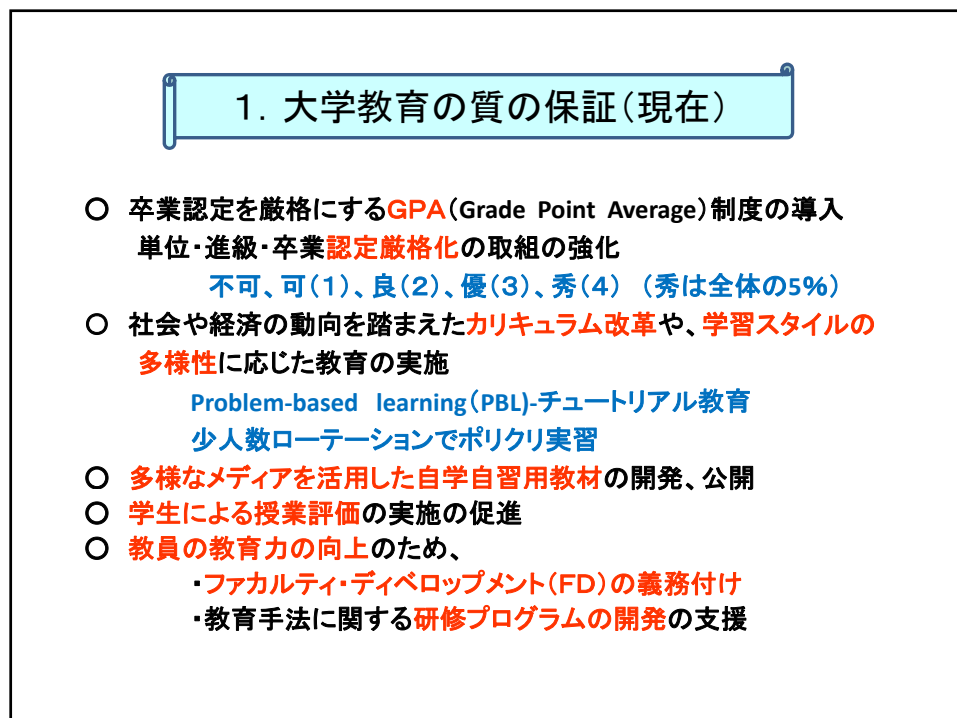 １．大学教育の質の保証（現在）
○ 卒業認定を厳格にするＧＰＡ（Grade Point Average）制度の導入
単位・進級・卒業認定厳格化の取組の強化
不可、可（１）、良（２）、優（３）、秀（４） （秀は全体の5％）
○ 社会や経済の動向を踏まえたカリキュラム改革や、学習スタイルの
多様性に応じた教育の実施
Problem-based learning（PBL)-チュートリアル教育
少人数ローテーションでポリクリ実習
○ 多様なメディアを活用した自学自習用教材の開発、公開
○ 学生による授業評価の実施の促進
○ 教員の教育力の向上のため、
・ファカルティ・ディベロップメント（ＦＤ）の義務付け
・教育手法に関する研修プログラムの開発の支援